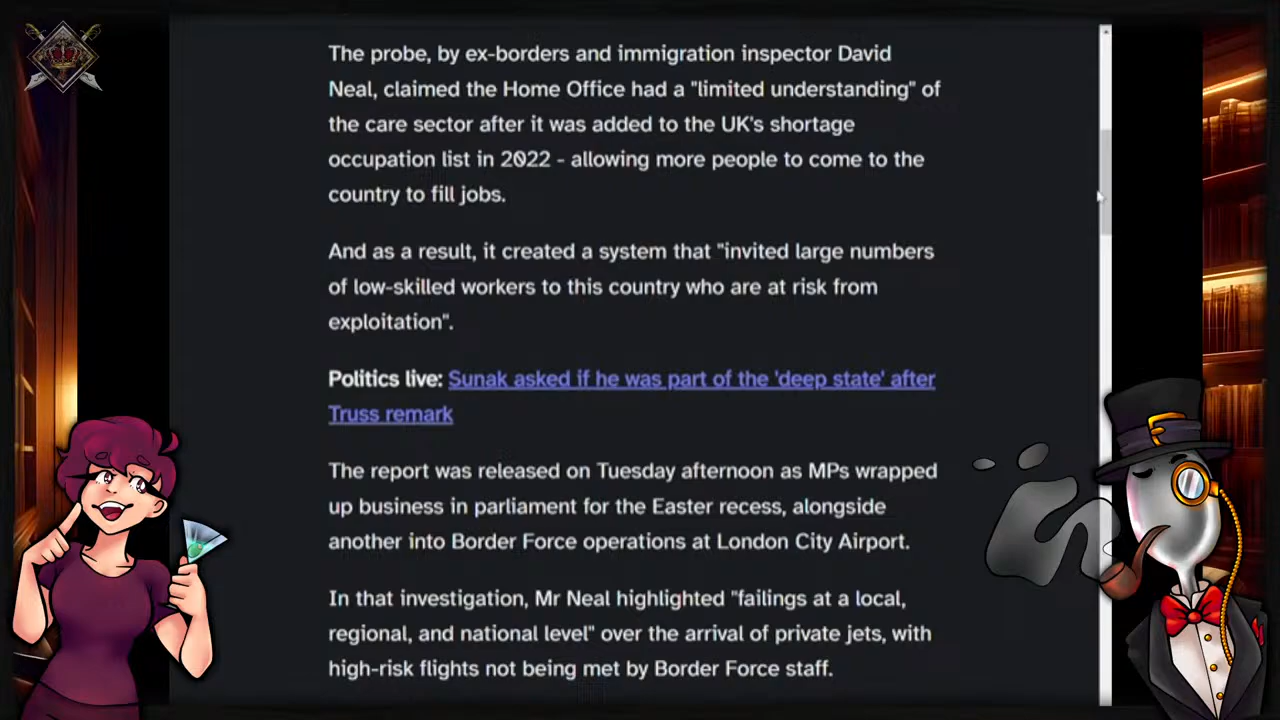 The probe, by ex-borders and immigration inspector David
Neal, claimed the Home Office had a "limited understanding" of
the care sector after it was added to the UK's shortage
occupation list in 2022 - allowing more people to come to the
country to fill jobs.
And as a result, it created a system that "invited large numbers
of low-skilled workers to this country who are at risk from
exploitation".
Politics live: Sunak asked if he was part of the 'deep state' after
Truss remark
The report was released on Tuesday afternoon as MPs wrapped
up business in parliament for the Easter recess, alongside
another into Border Force operations at London City Airport.
In that investigation, Mr Neal highlighted "failings at a local,
regional, and national level" over the arrival of private jets, with
high-risk flights not being met by Border Force staff.